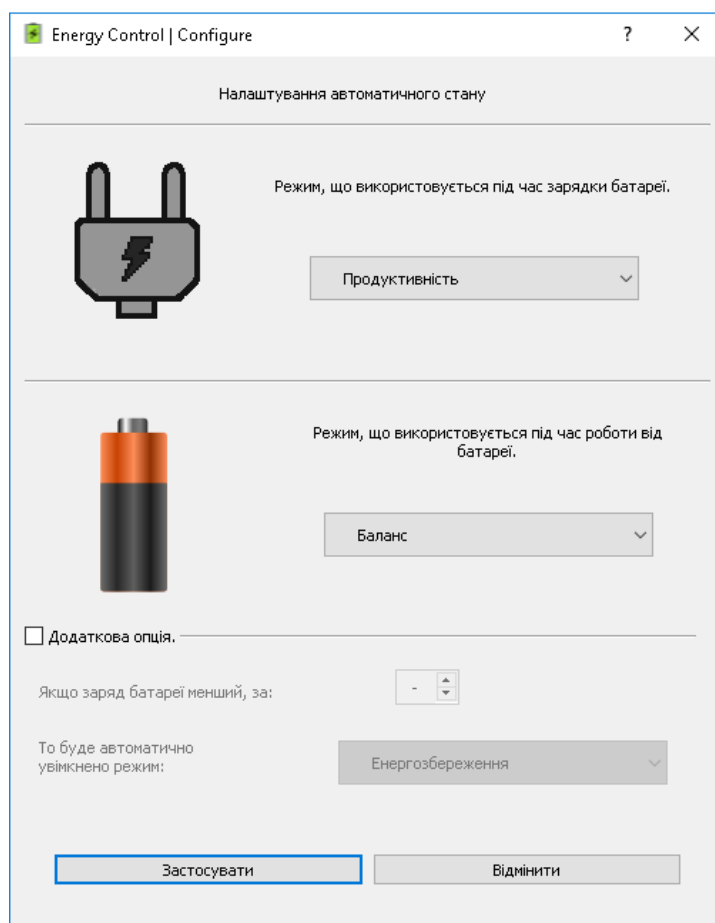 Energy Control | Configure
Налаштування автоматичного стану
Режим, що використовується під час зарядки батареї.
Продуктивність
Режим, що використовується під час роботи від
батареї.
Баланс
Додаткова опція.
Якщо заряд батареї менший, за:
-
То буде автоматично
увімкнено режим:
Енергозбереження
Застосувати
Відмінити